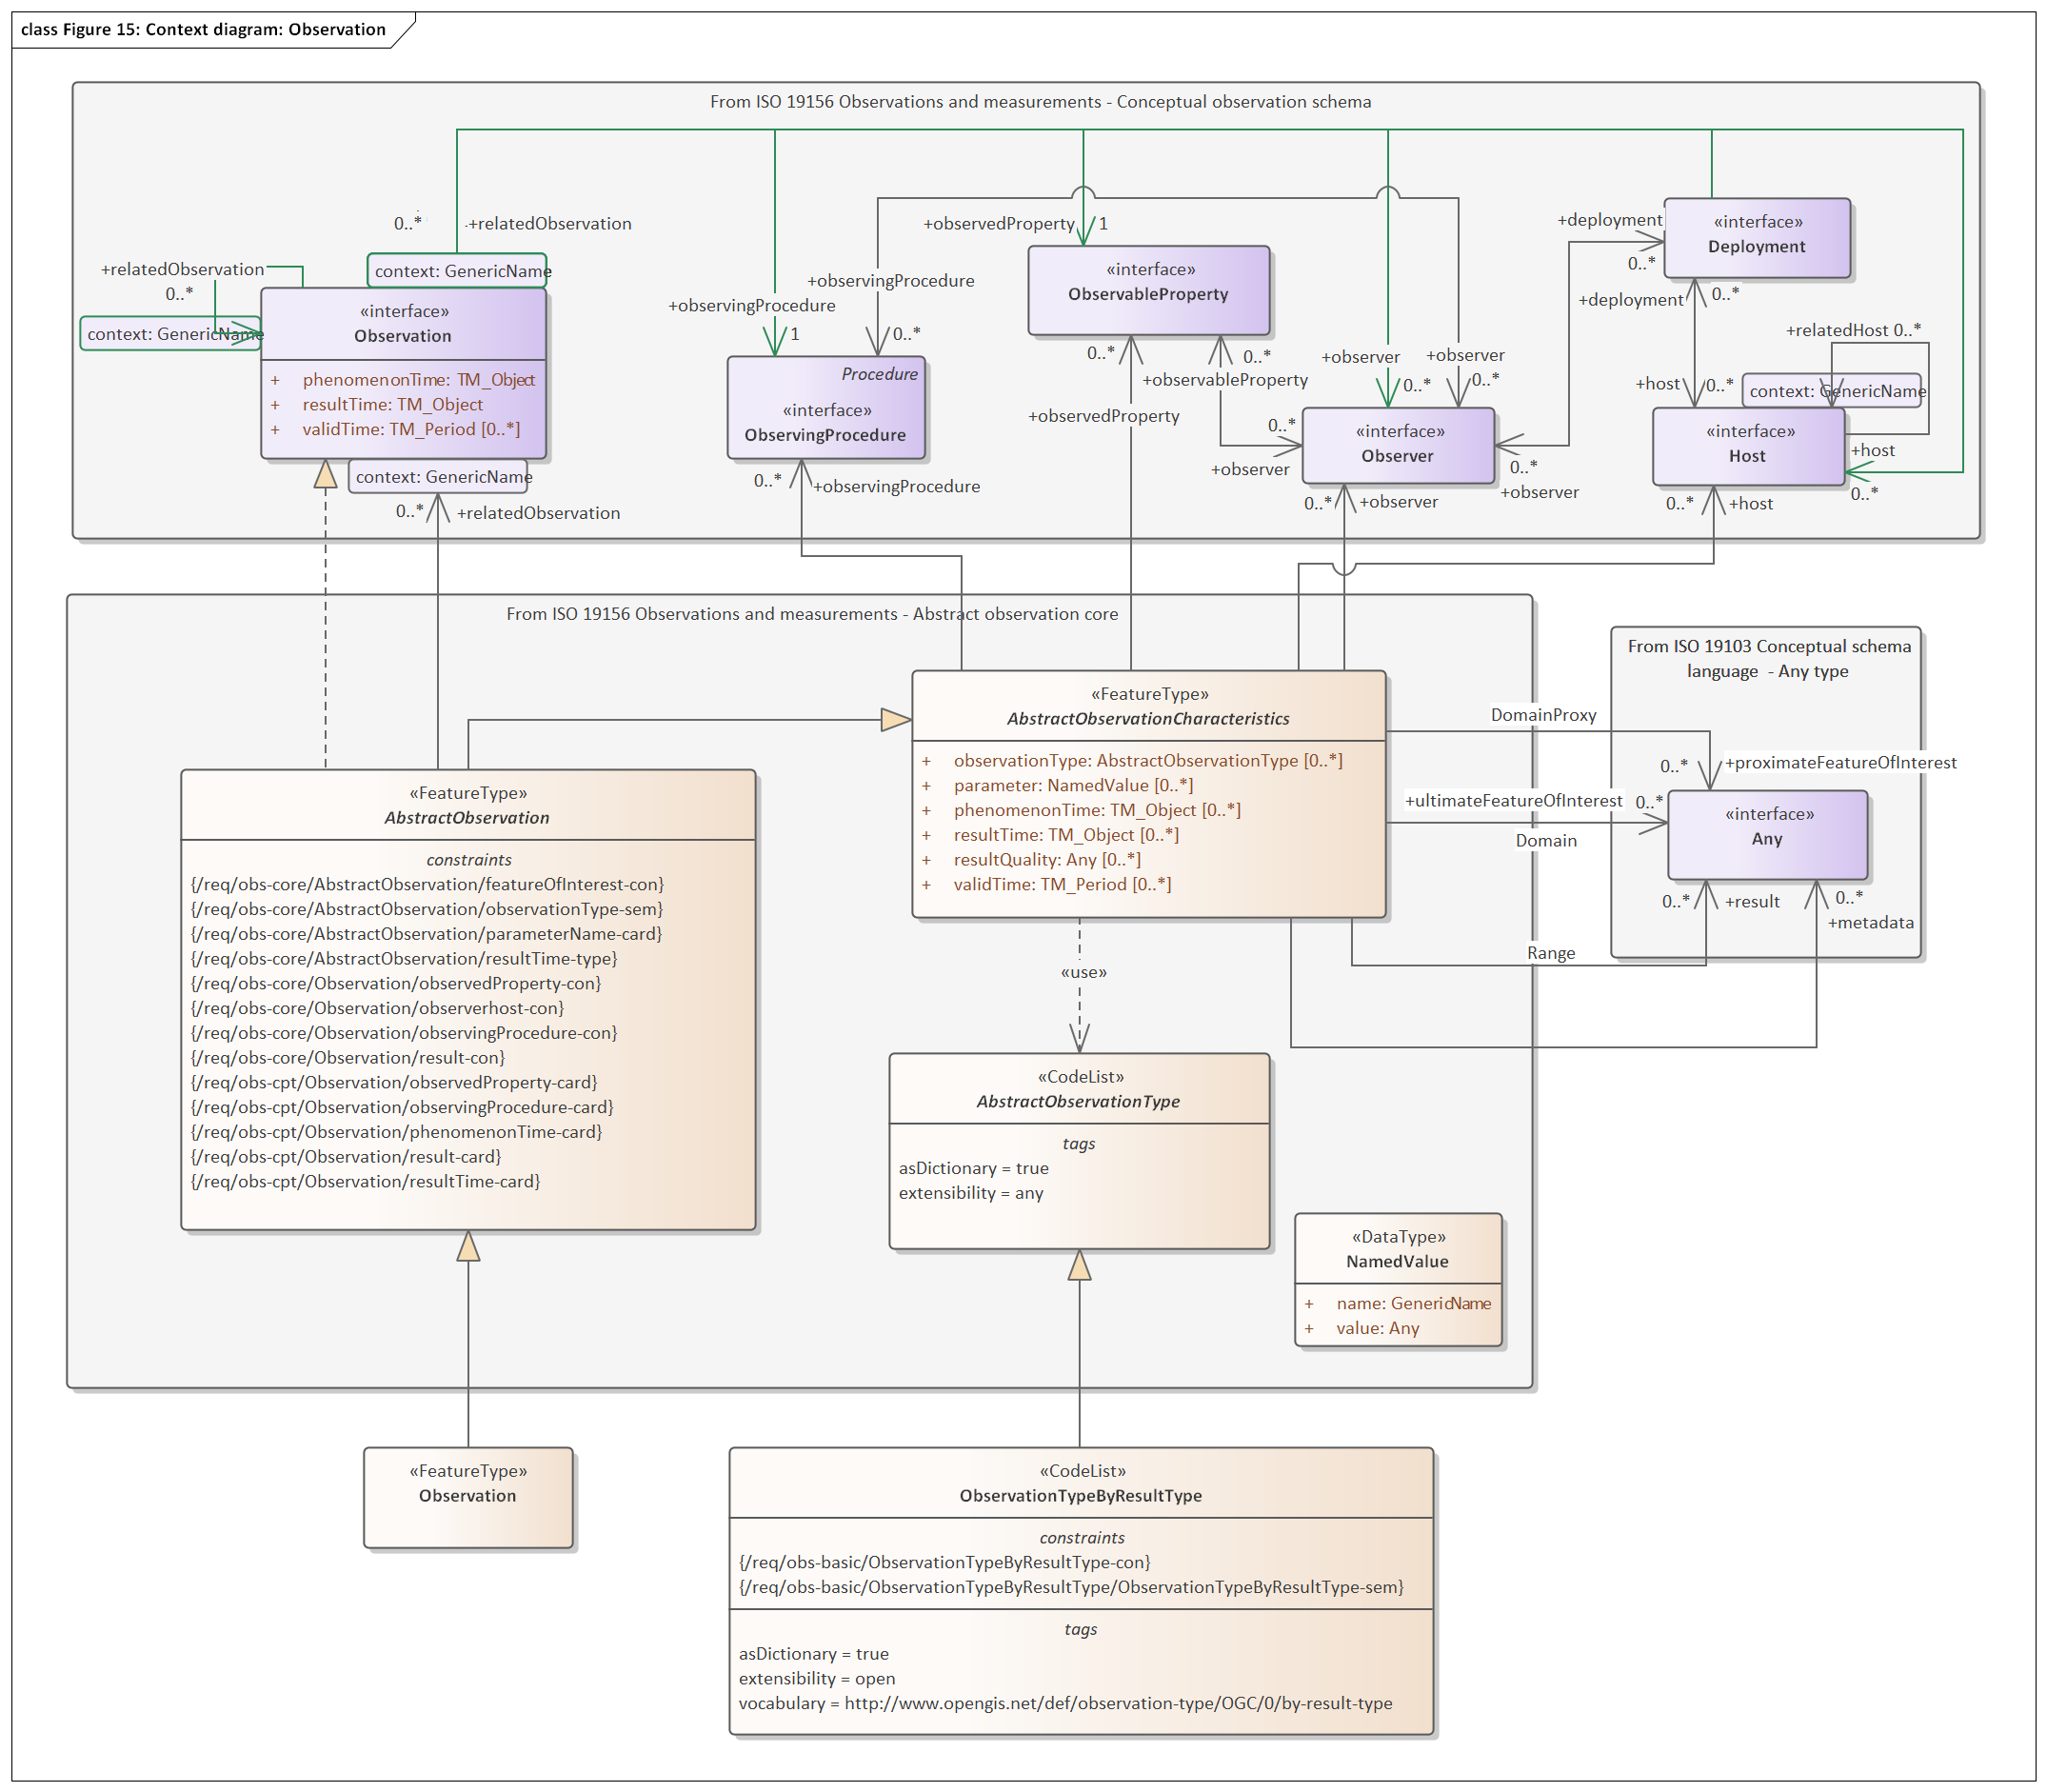 class Figure 15: Context diagram: Observation
From ISO 19156 Observations and measurements - Conceptual observation schema
0..*
+relatedObservation
context: GenericName
+relatedObservation
0..*
context: GenericName
«interface»
Observation
+ phenomenonTime: TM_Object
+ resultTime: TM_Object
+ validTime: TM_Period [0..*]
context: GenericName
0..*
+relatedObservation
+observingProcedure
1
+observingProcedure
0..*
Procedure
«interface»
ObservingProcedure
0..*
+observingProcedure
+observedProperty
1
«interface»
ObservableProperty
0..*
+observedProperty
0..*
+observableProperty
0..*
+observer
+observer
0..*
+observer
0..*
«interface»
Observer
0..*
+observer
0..*
+observer
+deployment
0..*
«interface»
Deployment
+deployment
0..*
+relatedHost 0..*
+host
0..*
context: GenericName
«interface»
Host
+host
0..*
0..*
+host
From ISO 19156 Observations and measurements - Abstract observation core
«FeatureType»
AbstractObservationCharacteristics
+ observationType: AbstractObservationType [0..*]
+ parameter: NamedValue [0..*]
+ phenomenonTime: TM_Object [0..*]
+ resultTime: TM_Object [0..*]
+ resultQuality: Any [0..*]
+ validTime: TM_Period [0..*]
From ISO 19103 Conceptual schema
language - Any type
DomainProxy
0..*
+proximateFeatureOfInterest
+ultimateFeatureOfInterest
0..*
Domain
«interface»
Any
0..*
+result
0..*
+metadata
Range
«FeatureType»
AbstractObservation
constraints
{/req/obs-core/AbstractObservation/featureOfInterest-con}
{/req/obs-core/AbstractObservation/observationType-sem}
{/req/obs-core/AbstractObservation/parameterName-card}
{/req/obs-core/AbstractObservation/resultTime-type}
{/req/obs-core/Observation/observedProperty-con}
{/req/obs-core/Observation/observerhost-con}
{/req/obs-core/Observation/observingProcedure-con}
{/req/obs-core/Observation/result-con}
{/req/obs-cpt/Observation/observedProperty-card}
{/req/obs-cpt/Observation/observingProcedure-card}
{/req/obs-cpt/Observation/phenomenonTime-card}
{/req/obs-cpt/Observation/result-card}
{/req/obs-cpt/Observation/resultTime-card}
«use»
«CodeList»
AbstractObservationType
tags
asDictionary = true
extensibility = any
«DataType»
NamedValue
+ name: GenericName
+ value: Any
«FeatureType»
Observation
«CodeList»
ObservationTypeByResultType
constraints
{/req/obs-basic/ObservationTypeByResultType-con}
{/req/obs-basic/ObservationTypeByResultType/ObservationTypeByResultType-sem}
tags
asDictionary = true
extensibility = open
vocabulary = http://www.opengis.net/def/observation-type/OGC/0/by-result-type